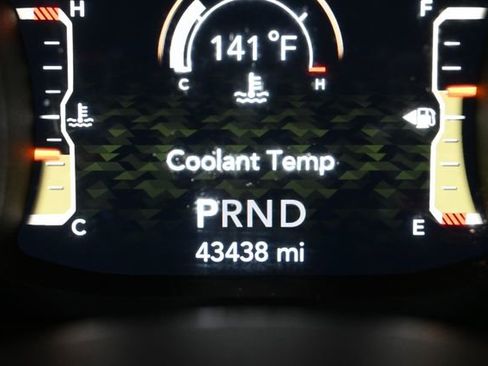 H
F
141 °F
C H
Coolant Temp
PRND
C
E
43438 mi